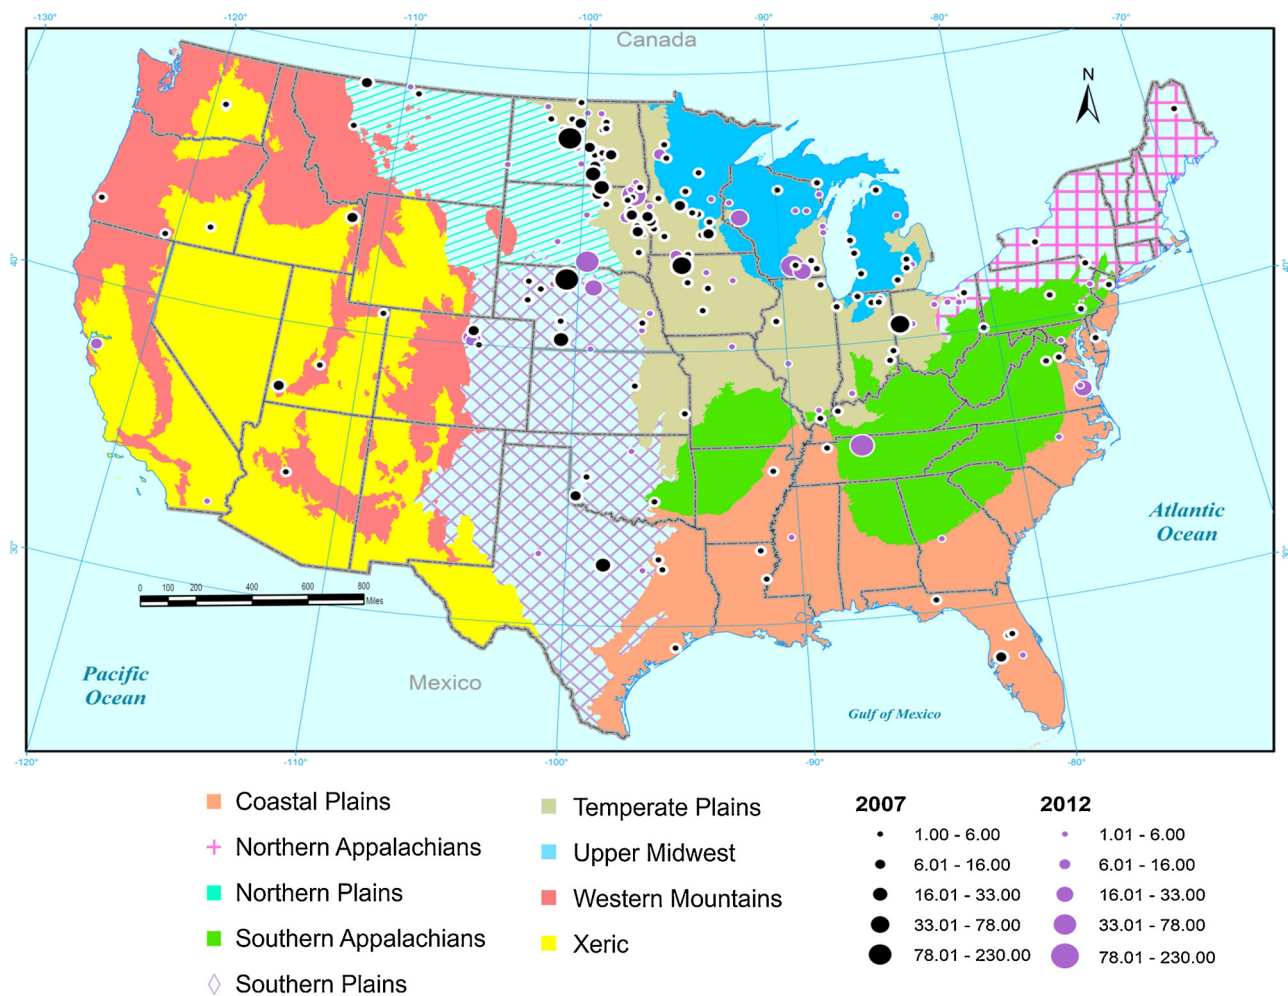 -130° -120° -110° -100° -90° -80° -70°
Canada
N
40° 40°
30° 30°
0 100 200 400 600 800
Miles
Atlantic
Ocean
Pacific
Ocean
Mexico
Gulf of Mexico
-120° -110° -100° -90° -80°
Coastal Plains
Northern Appalachians
Northern Plains
Southern Appalachians
Southern Plains
Temperate Plains
Upper Midwest
Western Mountains
Xeric
2007
1.00 - 6.00
6.01 - 16.00
16.01 - 33.00
33.01 - 78.00
78.01 - 230.00
2012
1.01 - 6.00
6.01 - 16.00
16.01 - 33.00
33.01 - 78.00
78.01 - 230.00